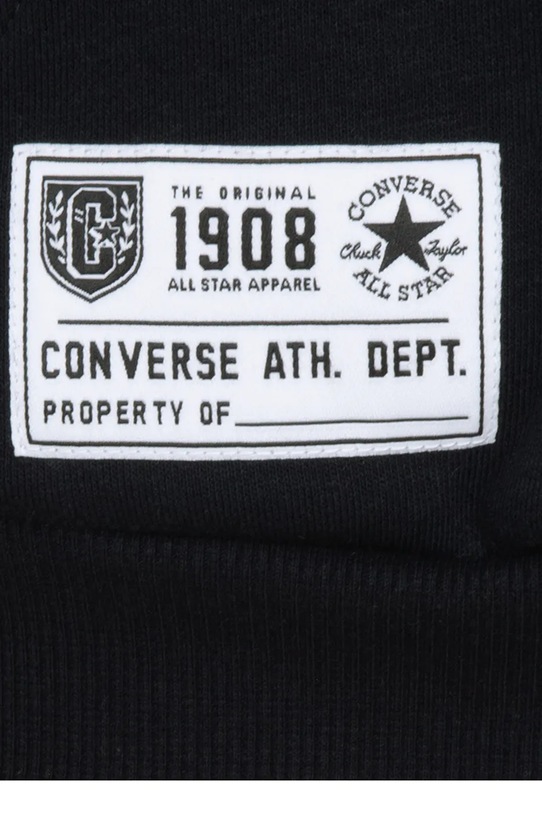 THE ORIGINAL
1908
ALL STAR APPAREL
C
CONVERSE
Chuck Taylor
ALL STAR
CONVERSE ATH. DEPT.
PROPERTY OF